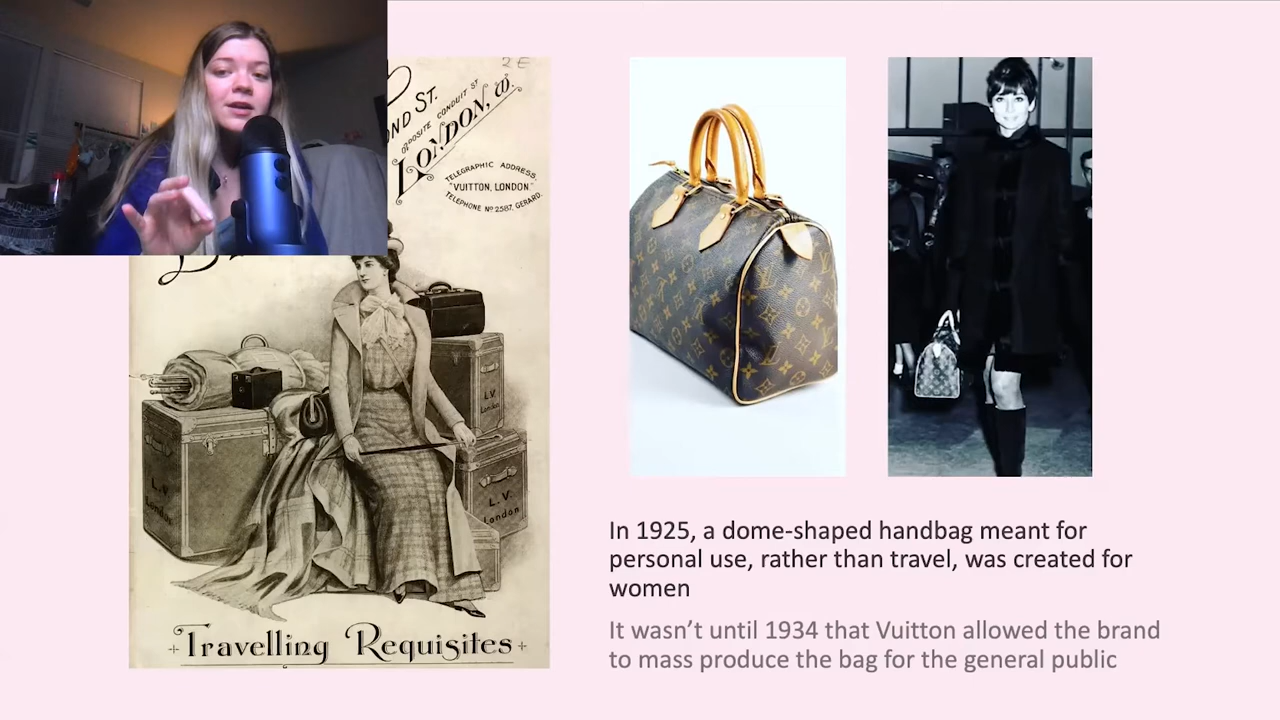 2 E
OND ST.
OPPOSITE CONDUIT ST
LONDON, W.
TELEGRAPHIC ADDRESS,
"VUITTON, LONDON."
TELEPHONE Nº 2587, GERARD.
L.V.
London
L.V.
London
L.V.
London
Travelling Requisites
In 1925, a dome-shaped handbag meant for
personal use, rather than travel, was created for
women
It wasn’t until 1934 that Vuitton allowed the brand
to mass produce the bag for the general public